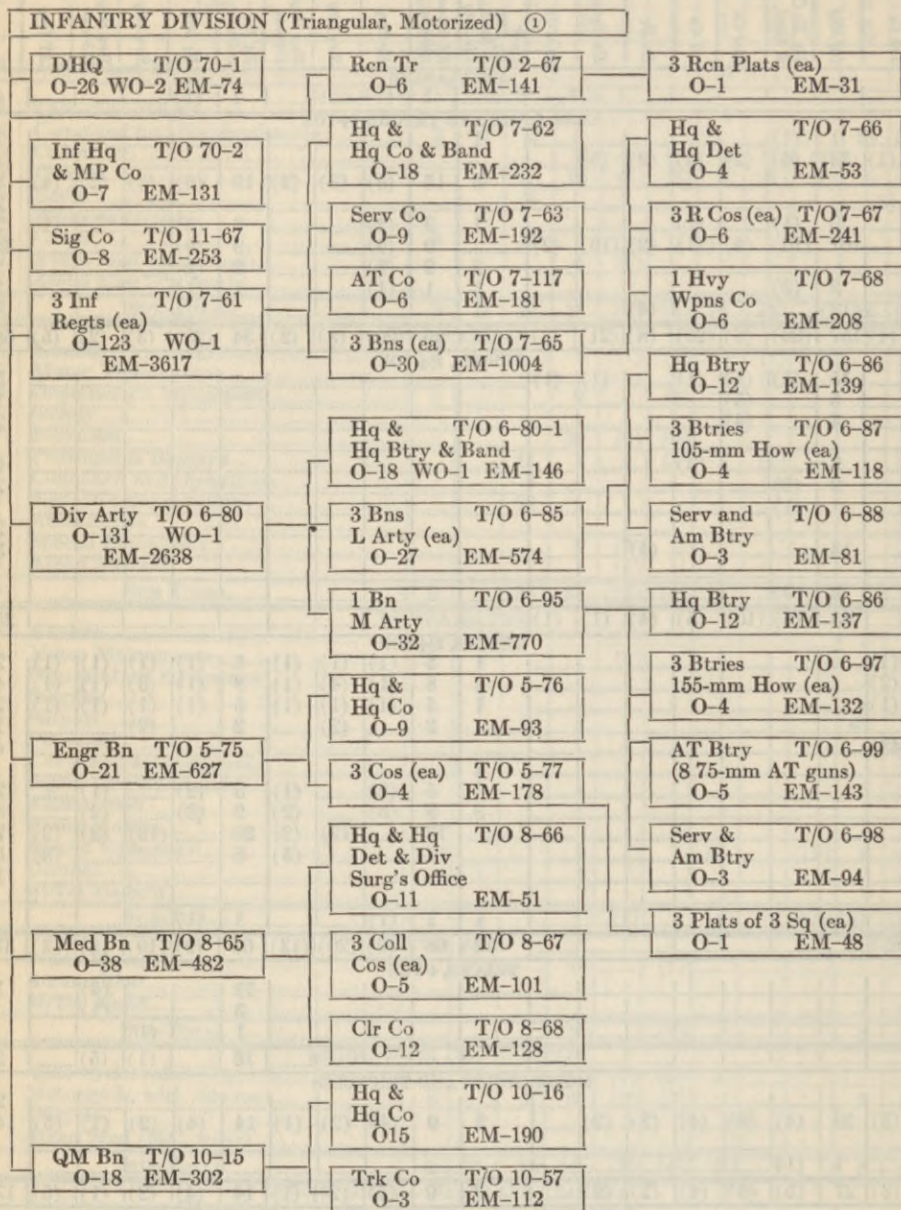 INFANTRY DIVISION (Triangular, Motorized) ①
DHQ T/O 70–1
O–26 WO–2 EM–74
Inf Hq T/O 70–2
& MP Co
O–7 EM–131
Sig Co T/O 11–67
O–8 EM–253
3 Inf T/O 7–61
Regts (ea)
O–123 WO–1
EM–3617
Div Arty T/O 6–80
O–131 WO–1
EM–2638
Engr Bn T/O 5–75
O–21 EM–627
Med Bn T/O 8–65
O–38 EM–482
QM Bn T/O 10–15
O–18 EM–302
Rcn Tr T/O 2–67
O–6 EM–141
Hq & T/O 7–62
Hq Co & Band
O–18 EM–232
Serv Co T/O 7–63
O–9 EM–192
AT Co T/O 7–117
O–6 EM–181
3 Bns (ea) T/O 7–65
O–30 EM–1004
Hq & T/O 6–80–1
Hq Btry & Band
O–18 WO–1 EM–146
3 Bns T/O 6–85
L Arty (ea)
O–27 EM–574
1 Bn T/O 6–95
M Arty
O–32 EM–770
Hq & T/O 5–76
Hq Co
O–9 EM–93
3 Cos (ea) T/O 5–77
O–4 EM–178
Hq & Hq T/O 8–66
Det & Div
Surg's Office
O–11 EM–51
3 Coll T/O 8–67
Cos (ea)
O–5 EM–101
Clr Co T/O 8–68
O–12 EM–128
Hq & T/O 10–16
Hq Co
O15 EM–190
Trk Co T/O 10–57
O–3 EM–112
3 Rcn Plats (ea)
O–1 EM–31
Hq & T/O 7–66
Hq Det
O–4 EM–53
3 R Cos (ea) T/O 7–67
O–6 EM–241
1 Hvy T/O 7–68
Wpns Co
O–6 EM–208
Hq Btry T/O 6–86
O–12 EM–139
3 Btries T/O 6–87
105-mm How (ea)
O–4 EM–118
Serv and T/O 6–88
Am Btry
O–3 EM–81
Hq Btry T/O 6–86
O–12 EM–137
3 Btries T/O 6–97
155-mm How (ea)
O–4 EM–132
AT Btry T/O 6–99
(8 75-mm AT guns)
O–5 EM–143
Serv & T/O 6–98
Am Btry
O–3 EM–94
3 Plats of 3 Sq (ea)
O–1 EM–48